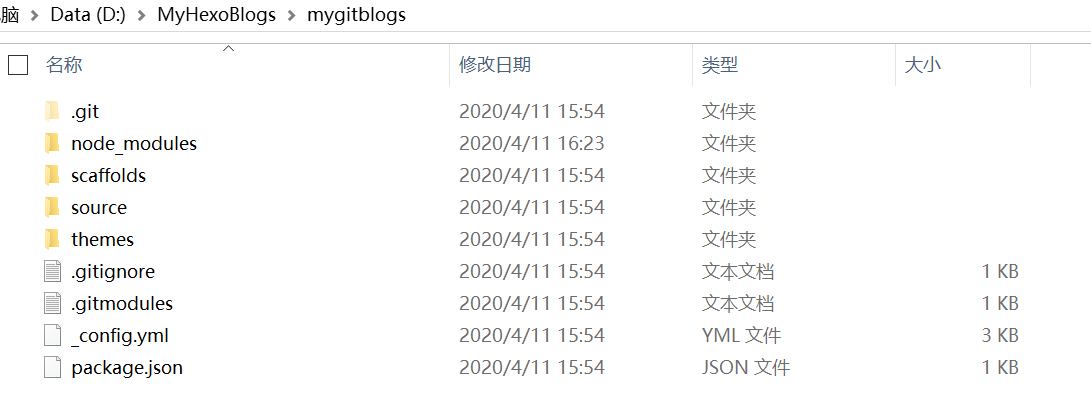 脑 > Data (D:) > MyHexoBlogs > mygitblogs
名称 修改日期 类型 大小
.git 2020/4/11 15:54 文件夹
node_modules 2020/4/11 16:23 文件夹
scaffolds 2020/4/11 15:54 文件夹
source 2020/4/11 15:54 文件夹
themes 2020/4/11 15:54 文件夹
.gitignore 2020/4/11 15:54 文本文档 1 KB
.gitmodules 2020/4/11 15:54 文本文档 1 KB
_config.yml 2020/4/11 15:54 YML 文件 3 KB
package.json 2020/4/11 15:54 JSON 文件 1 KB